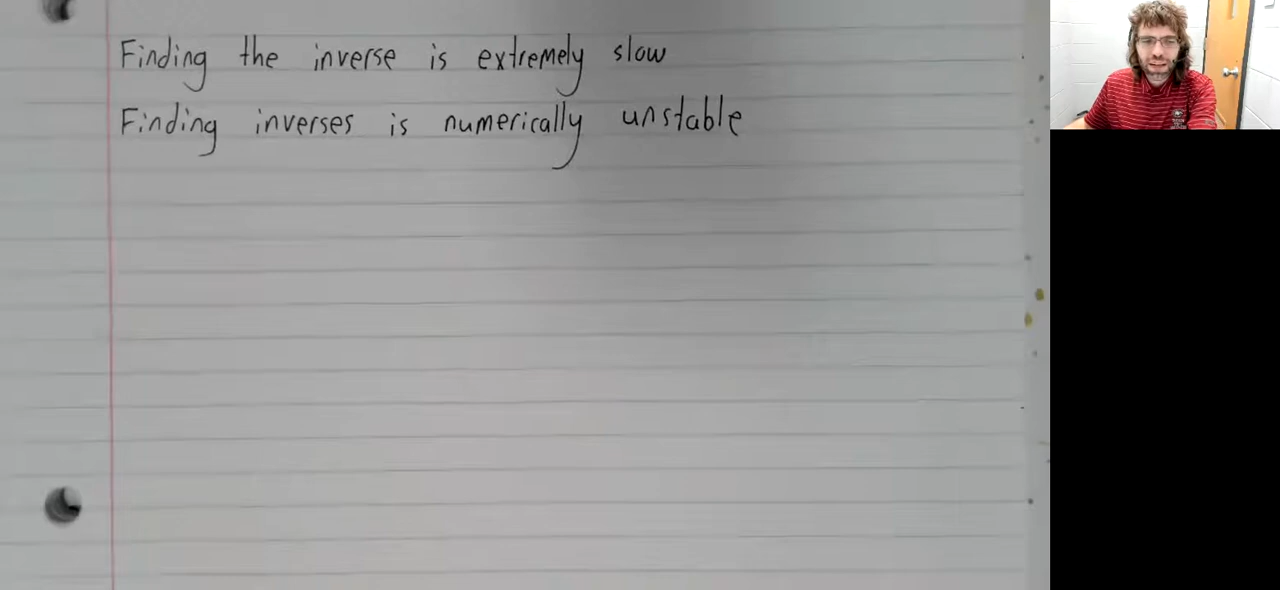 Finding the inverse is extremely slow
Finding inverses is numerically unstable